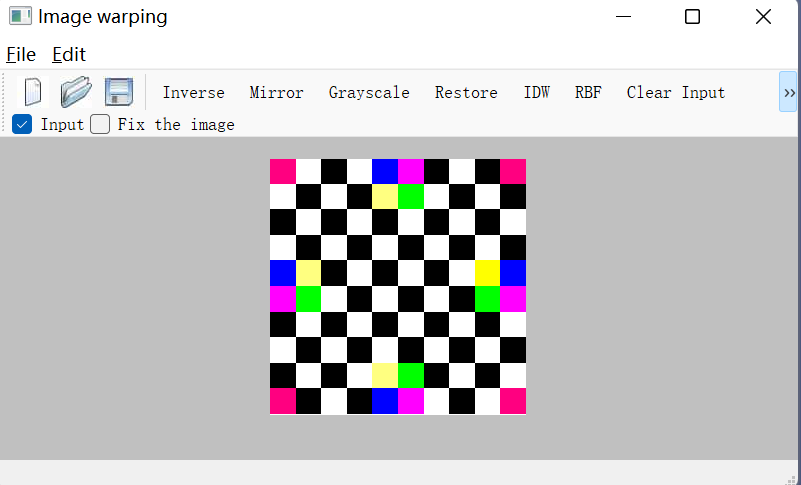 Image warping
File Edit
Inverse Mirror Grayscale Restore IDW RBF Clear Input
Input Fix the image